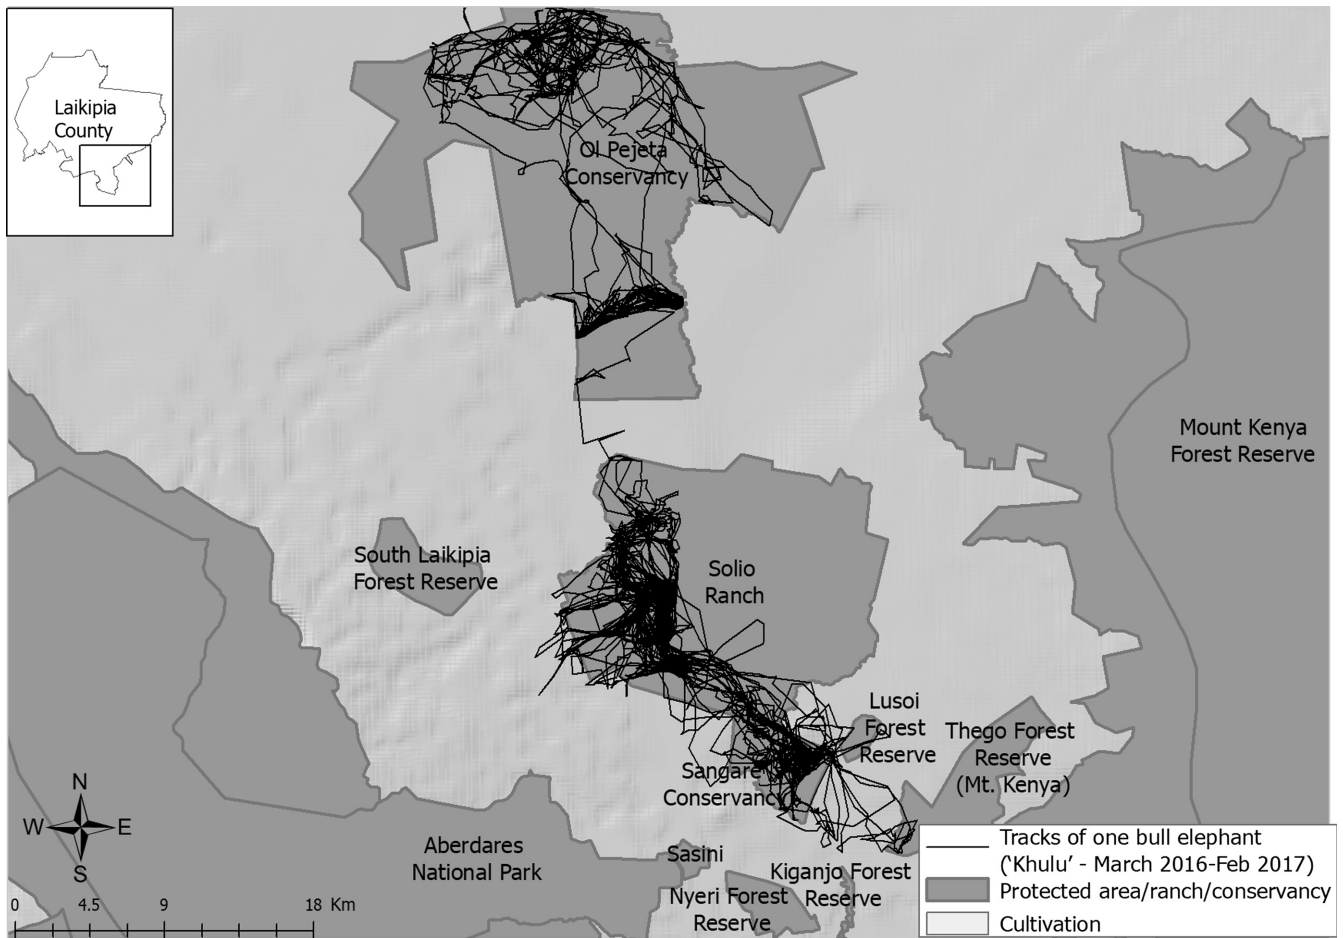 Laikipia
County
Ol Pejeta
Conservancy
Mount Kenya
Forest Reserve
South Laikipia
Forest Reserve
Solio
Ranch
Lusoi
Forest
Reserve
Thego Forest
Reserve
(Mt. Kenya)
Sangare
Conservancy
N
W E
S
Aberdares
National Park
Sasini
Kiganjo Forest
Reserve
Nyeri Forest
Reserve
0 4.5 9 18 Km
Tracks of one bull elephant
(‘Khulu’ - March 2016-Feb 2017)
Protected area/ranch/conservancy
Cultivation